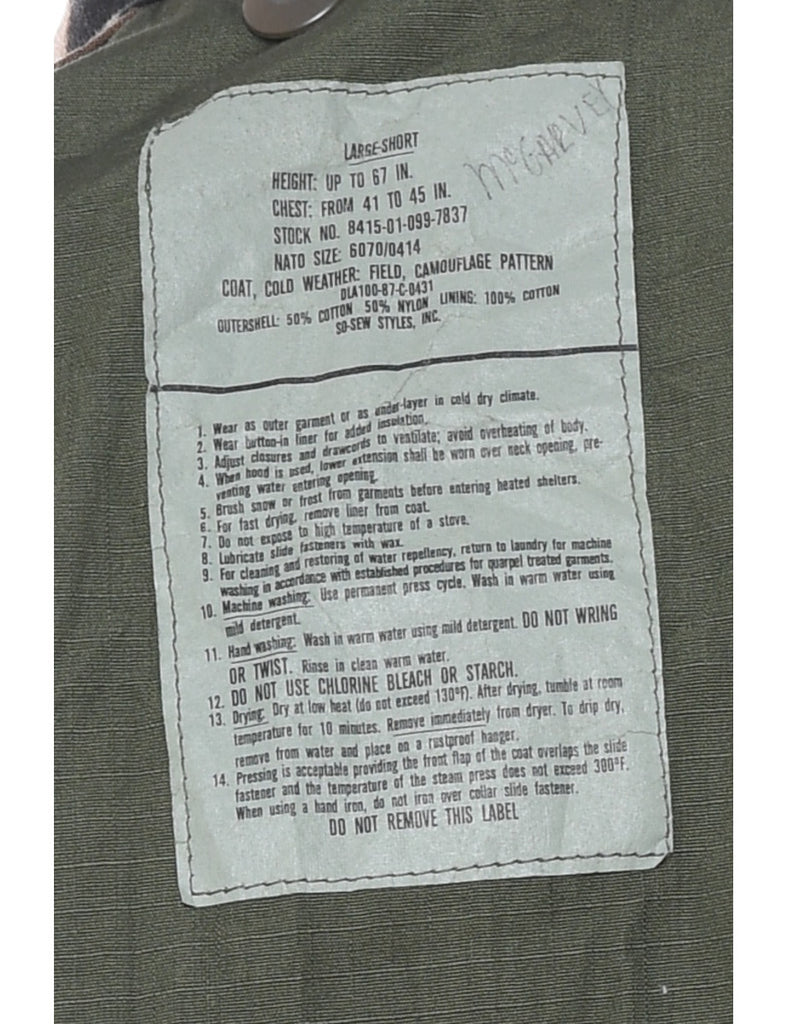 McGARVEY
LARGE-SHORT
HEIGHT: UP TO 67 IN.
CHEST: FROM 41 TO 45 IN.
STOCK NO. 8415-01-099-7837
NATO SIZE: 6070/0414
COAT, COLD WEATHER: FIELD, CAMOUFLAGE PATTERN
DLA100-87-C-0431
OUTERSHELL: 50% COTTON 50% NYLON LINING: 100% COTTON
SO-SEW STYLES, INC.
1. Wear as outer garment or as under-layer in cold dry climate.
2. Wear button-in liner for added insolation.
3. Adjust closures and drawcords to ventilate; avoid overheating of body.
4. When hood is used, lower extension shall be worn over neck opening, pre-
venting water entering opening.
5. Brush snow or frost from garments before entering heated shelters.
6. For fast drying, remove liner from coat.
7. Do not expose to high temperature of a stove.
8. Lubricate slide fasteners with wax.
9. For cleaning and restoring of water repellency, return to laundry for machine
washing in accordance with established procedures for quarpel treated garments.
10. Machine washing: Use permanent press cycle. Wash in warm water using
mild detergent.
11. Hand washing: Wash in warm water using mild detergent. DO NOT WRING
OR TWIST. Rinse in clean warm water.
12. DO NOT USE CHLORINE BLEACH OR STARCH.
13. Drying: Dry at low heat (do not exceed 130°F). After drying, tumble at room
temperature for 10 minutes. Remove immediately from dryer. To drip dry,
remove from water and place on a rustproof hanger.
14. Pressing is acceptable providing the front flap of the coat overlaps the slide
fastener and the temperature of the steam press does not exceed 300°F.
When using a hand iron, do not iron over collar slide fastener.
DO NOT REMOVE THIS LABEL